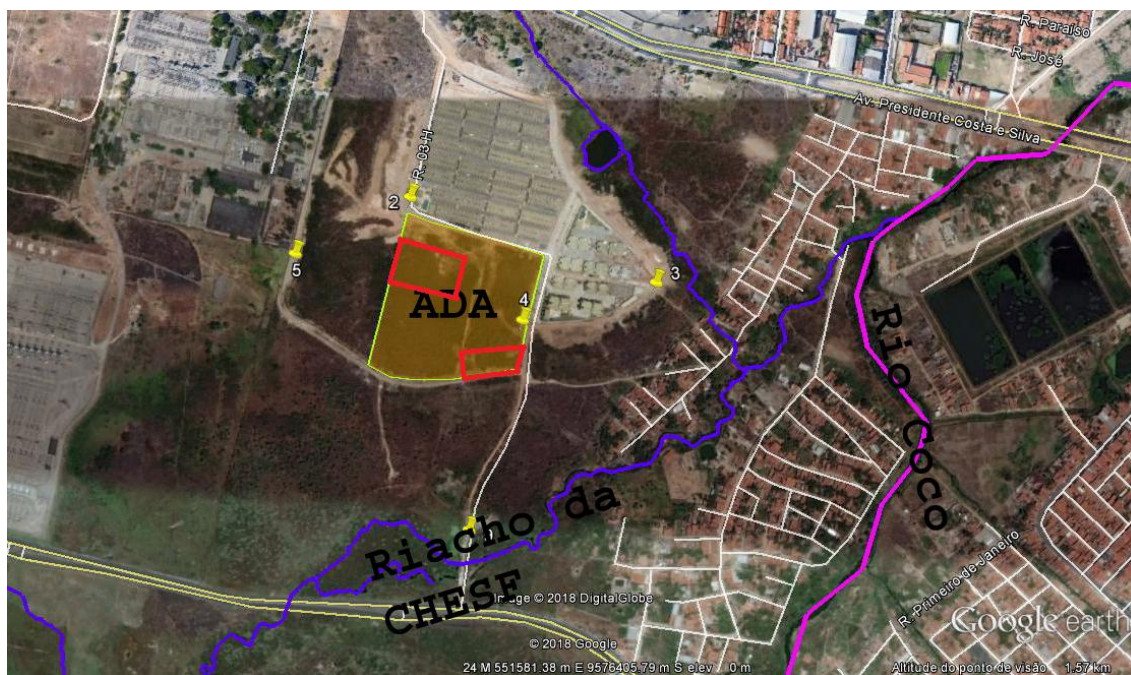 R. Paraíso
R. José
Av. Presidente Costa e Silva
R. 03 H
2
5
3
4
ADA
Rio Coco
Riacho da
CHESF
R. Primeiro de Janeiro
Image © 2018 DigitalGlobe
© 2018 Google
Google earth
24 M 551581.38 m E 9576405.79 m S elev 0 m
Altitude do ponto de visão 1.57 km